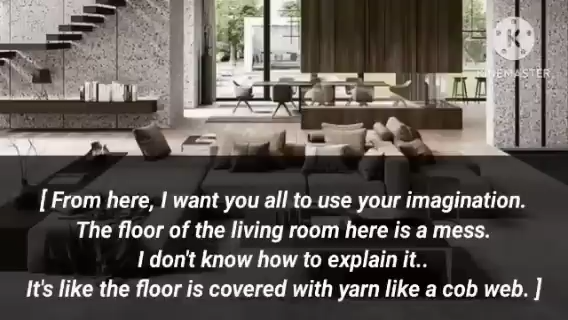 K
KINEMASTER
[ From here, I want you all to use your imagination.
The floor of the living room here is a mess.
I don't know how to explain it..
It's like the floor is covered with yarn like a cob web. ]